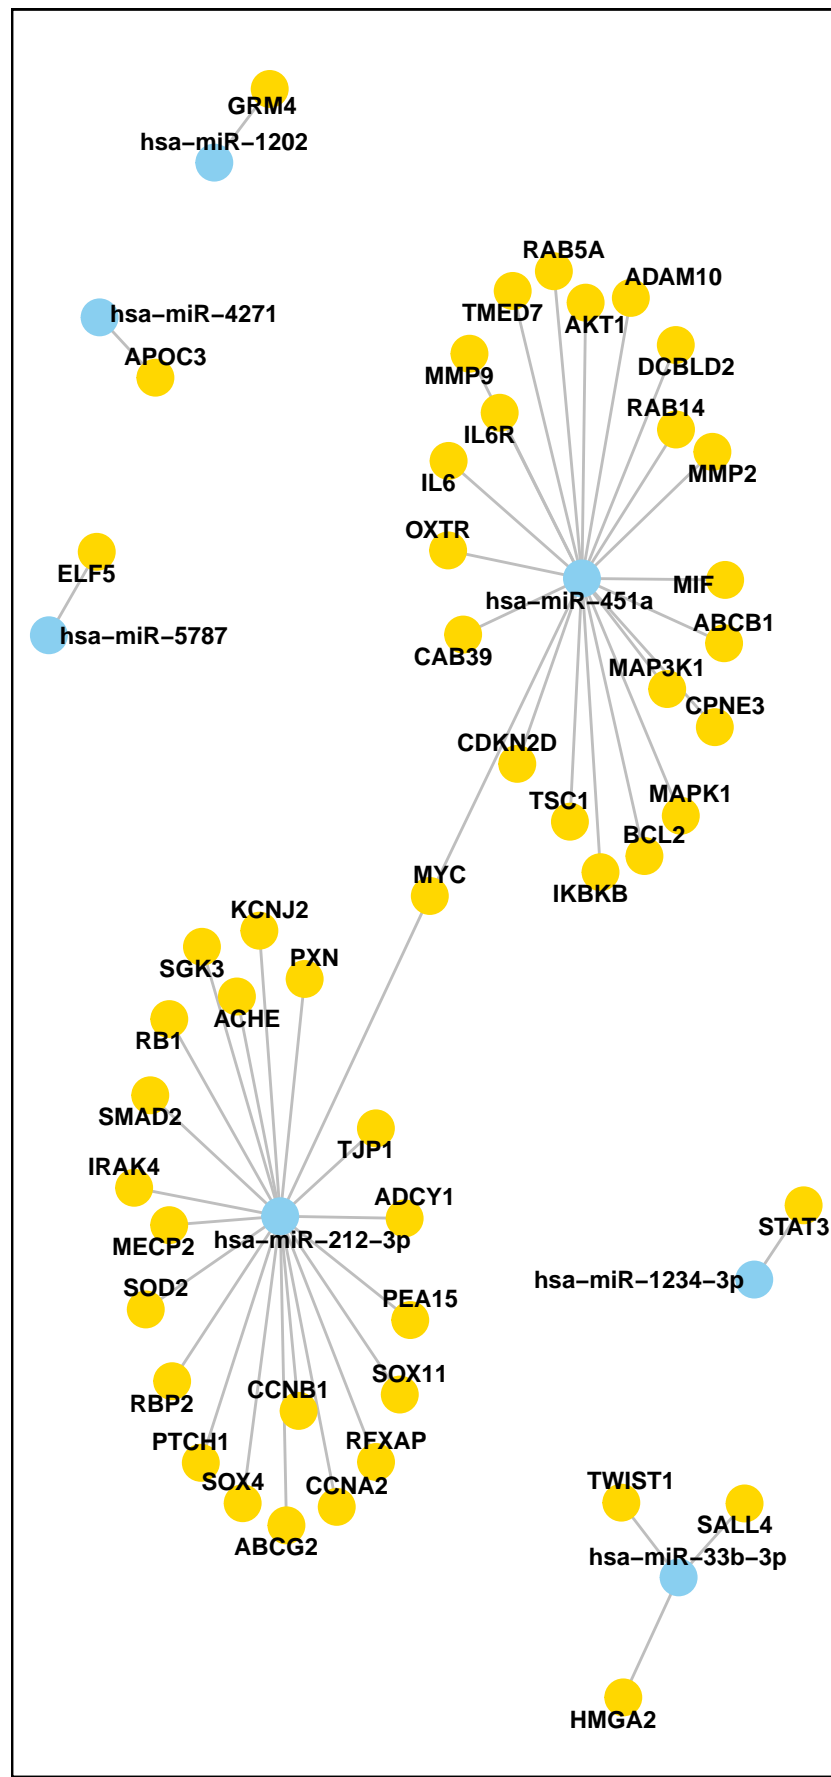 GRM4
hsa−miR−1202
RAB5A
ADAM10
hsa−miR−4271
TMED7
AKT1
APOC3
MMP9
DCBLD2
RAB14
IL6R
MMP2
IL6
OXTR
ELF5
MIF
hsa−miR−451a
ABCB1
hsa−miR−5787
CAB39
MAP3K1
CPNE3
CDKN2D
TSC1
MAPK1
BCL2
MYC
IKBKB
KCNJ2
PXN
SGK3
ACHE
RB1
SMAD2
TJP1
IRAK4
ADCY1
STAT3
MECP2
hsa−miR−212−3p
hsa−miR−1234−3p
SOD2
PEA15
SOX11
CCNB1
RBP2
PTCH1
RFXAP
SOX4
CCNA2
TWIST1
SALL4
ABCG2
hsa−miR−33b−3p
HMGA2